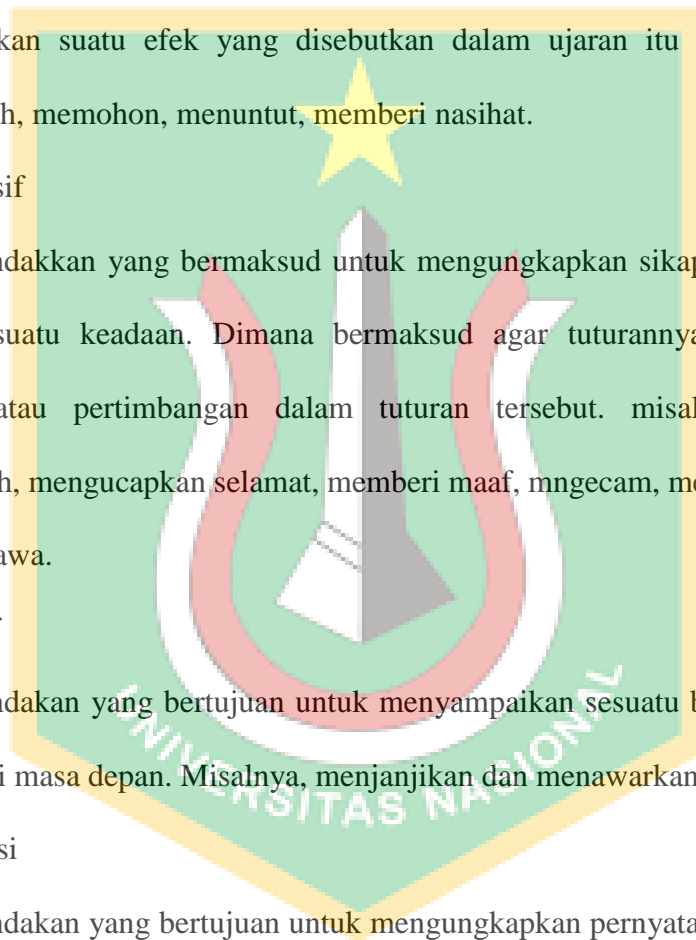 kan suatu efek yang disebutkan dalam ujaran itu
h, memohon, menuntut, memberi nasihat.
sif
ndakkan yang bermaksud untuk mengungkapkan sikap
suatu keadaan. Dimana bermaksud agar tuturannya
atau pertimbangan dalam tuturan tersebut. misal
h, mengucapkan selamat, memberi maaf, mngecam, me
awa.
ndakan yang bertujuan untuk menyampaikan sesuatu b
i masa depan. Misalnya, menjanjikan dan menawarkan
UNIVERSITAS NASIONAL
si
ndakan yang bertujuan untuk mengungkapkan pernyata